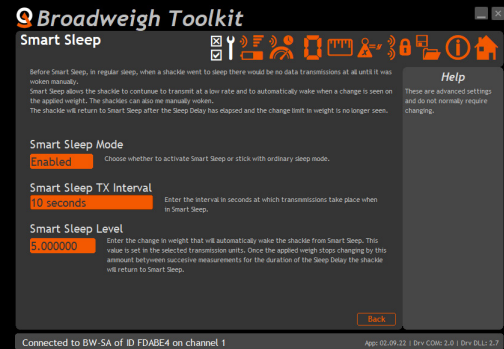 Broadweigh Toolkit
Smart Sleep
Before Smart Sleep, in regular sleep, when a shackle went to sleep there would be no data transmissions at all until it was
woken manually.
Smart Sleep allows the shackle to contunue to transmit at a low rate and to automatically wake when a change is seen on
the applied weight. The shackles can also me manually woken.
The shackle will return to Smart Sleep after the Sleep Delay has elapsed and the change limit in weight is no longer seen.
Help
These are advanced settings
and do not normally require
changing.
Smart Sleep Mode
Enabled
Choose whether to activate Smart Sleep or stick with ordinary sleep mode.
Smart Sleep TX Interval
10 seconds
Enter the interval in seconds at which transmmissions take place when
in Smart Sleep.
Smart Sleep Level
5.000000
Enter the change in weight that will automatically wake the shackle from Smart Sleep. This
value is set in the selected transmission units. Once the applied weigh stops changing by this
ammount betyween succesive measurements for the duration of the Sleep Delay the shackle
will return to Smart Sleep.
Back
Connected to BW-SA of ID FDABE4 on channel 1
App: 02.09.22 | Drv COM: 2.0 | Drv DLL: 2.7